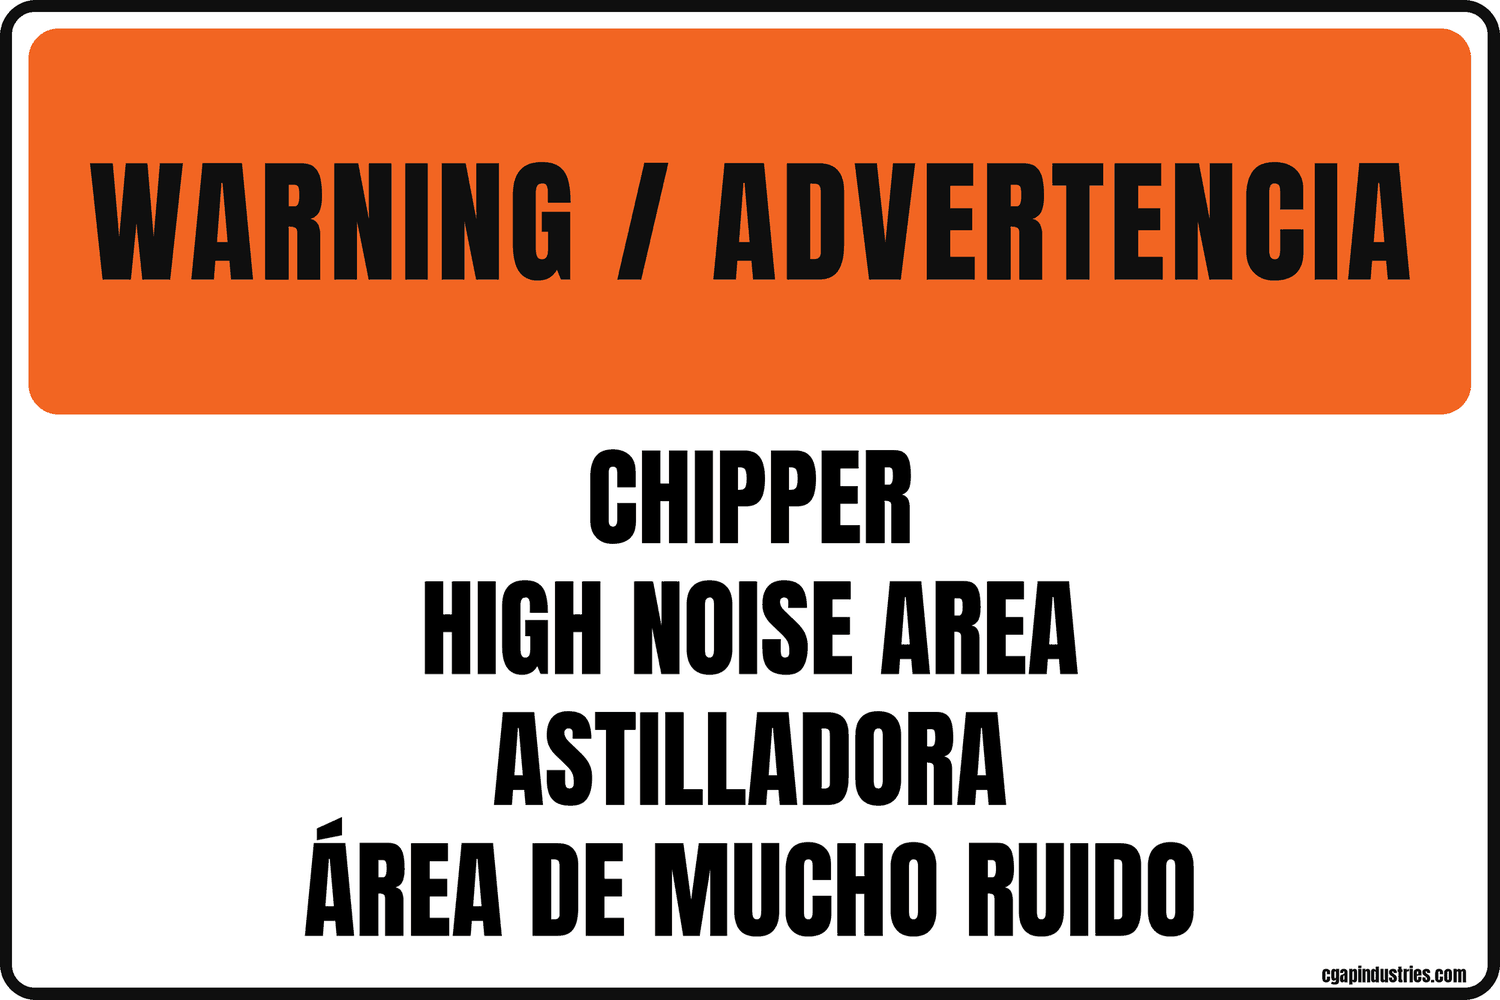 WARNING / ADVERTENCIA
CHIPPER
HIGH NOISE AREA
ASTILLADORA
ÁREA DE MUCHO RUIDO
cgapindustries.com